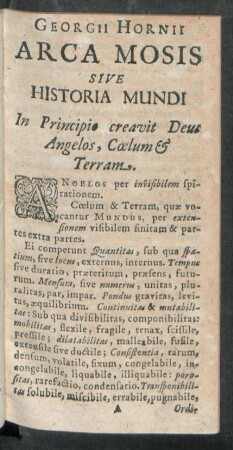 GEORGII HORNII
ARCA MOSIS
SIVE
HISTORIA MUNDI
In Principio creavit Deus
Angelos, Cœlum &
Terram.
ANGELOS per invisibilem spi-
rationem.
Cœlum & Terram, quæ vo-
cantur MUNDUS, per exten-
sionem visibilem finitam & par-
tes extra partes.
Ei competunt Quantitas, sub qua spa-
tium, sive locus, externus, internus. Tempus
sive duratio, præteritum, præsens, futu-
rum. Mensura, sive numerus, unitas, plu-
ralitas, par, impar. Pondus gravitas, levi-
tas, æquilibrium. Continuitas & mutabili-
tas: Sub qua divisibilitas, componibilitas:
mobilitas, flexile, fragile, tenax, scissile,
pressile; dilatabilitas, malleabile, fusile,
extensile sive ductile; Consistentia, rarum,
densum, volatile, fixum, congelabile, in-
congelabile, liquabile, illiquabile: poro-
sitas, rarefactio, condensatio. Transponibili-
tas solubile, miscibile, errabile, pugnabile,
A Ordi-